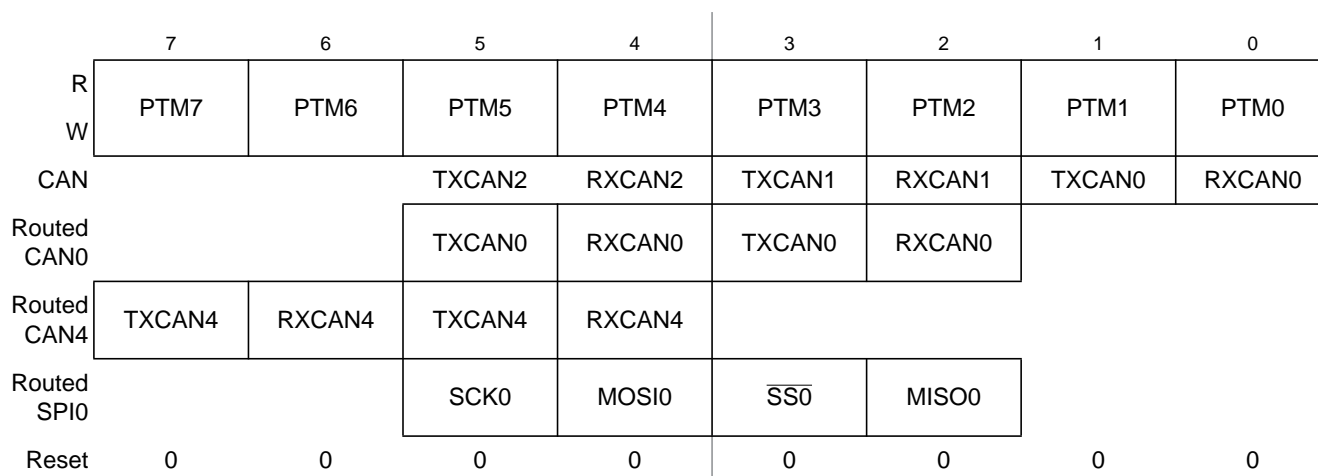 7 6 5 4 3 2 1 0
R
W
PTM7 PTM6 PTM5 PTM4 PTM3 PTM2 PTM1 PTM0
CAN TXCAN2 RXCAN2 TXCAN1 RXCAN1 TXCAN0 RXCAN0
Routed
CAN0
TXCAN0 RXCAN0 TXCAN0 RXCAN0
Routed
CAN4
TXCAN4 RXCAN4 TXCAN4 RXCAN4
Routed
SPI0
SCK0 MOSI0 SS0 MISO0
Reset 0 0 0 0 0 0 0 0